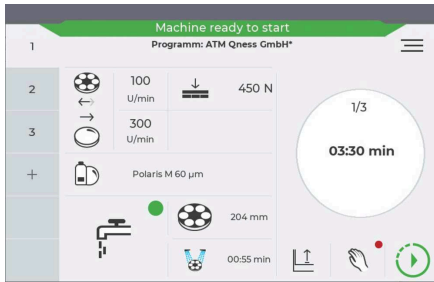 Machine ready to start
1
Programm: ATM Qness GmbH*
2
100
U/min
450 N
1/3
3
300
U/min
03:30 min
+
Polaris M 60 µm
204 mm
00:55 min